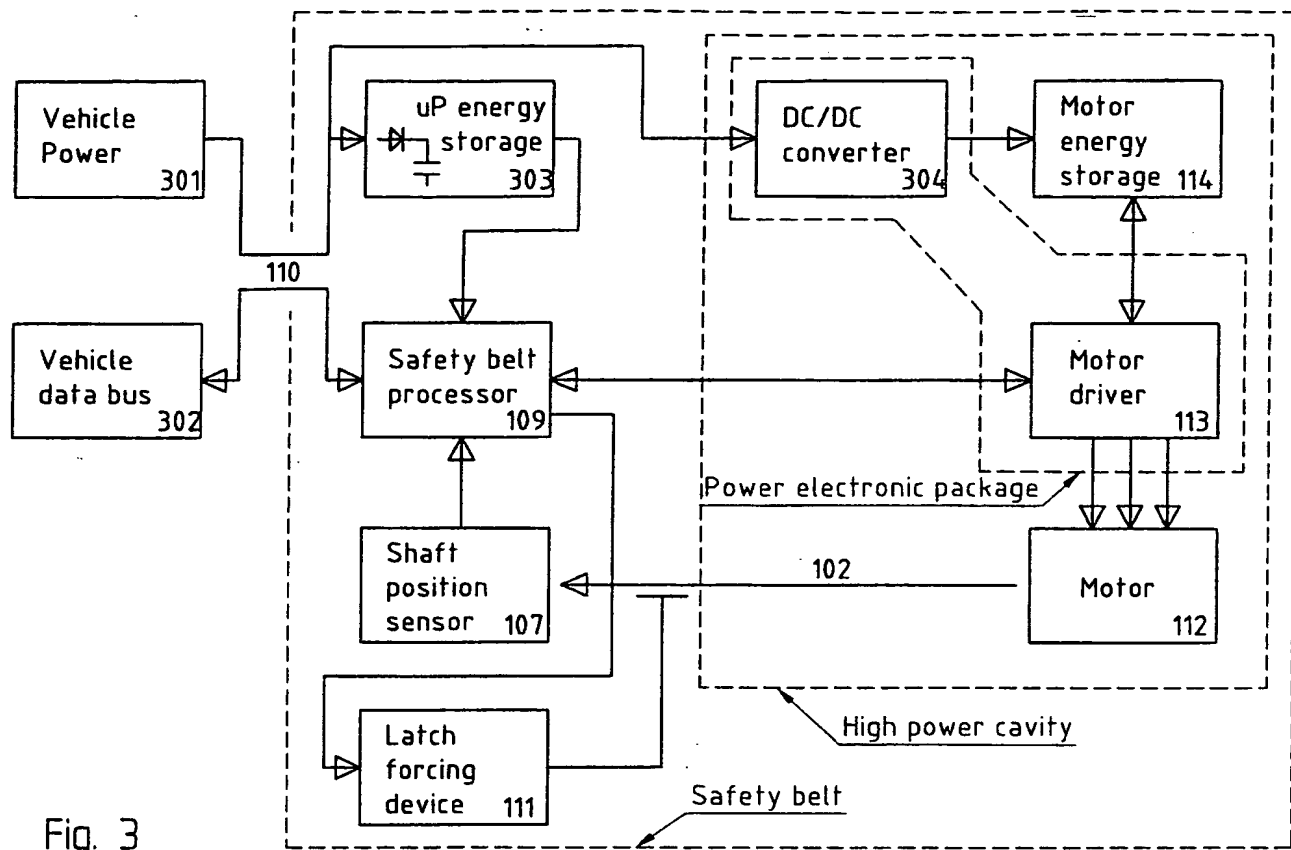 Vehicle
Power
301
uP energy
storage
303
DC/DC
converter
304
Motor
energy
storage
114
110
Vehicle
data bus
302
Safety belt
processor
109
Motor
driver
113
Power electronic package
Shaft
position
sensor
107
102
Motor
112
High power cavity
Latch
forcing
device
111
Safety belt
Fig. 3